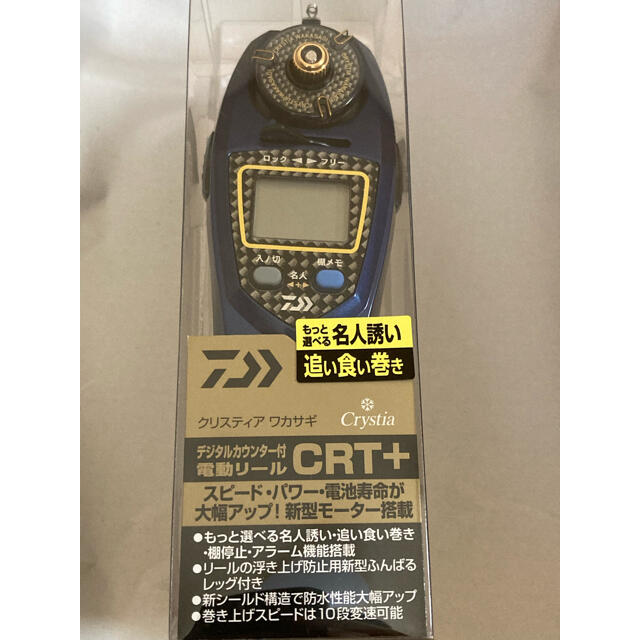 ロック ◀ ▶ フリー
入/切
名人
◀+▶
棚メモ
もっと
選べる 名人誘い
追い食い巻き
クリスティア ワカサギ
Crystia
デジタルカウンター付
電動リール CRT+
スピード・パワー・電池寿命が
大幅アップ! 新型モーター搭載
●もっと選べる名人誘い・追い食い巻き
・棚停止・アラーム機能搭載
●リールの浮き上げ防止用新型ふんばる
レッグ付き
●新シールド構造で防水性能大幅アップ
●巻き上げスピードは10段変速可能